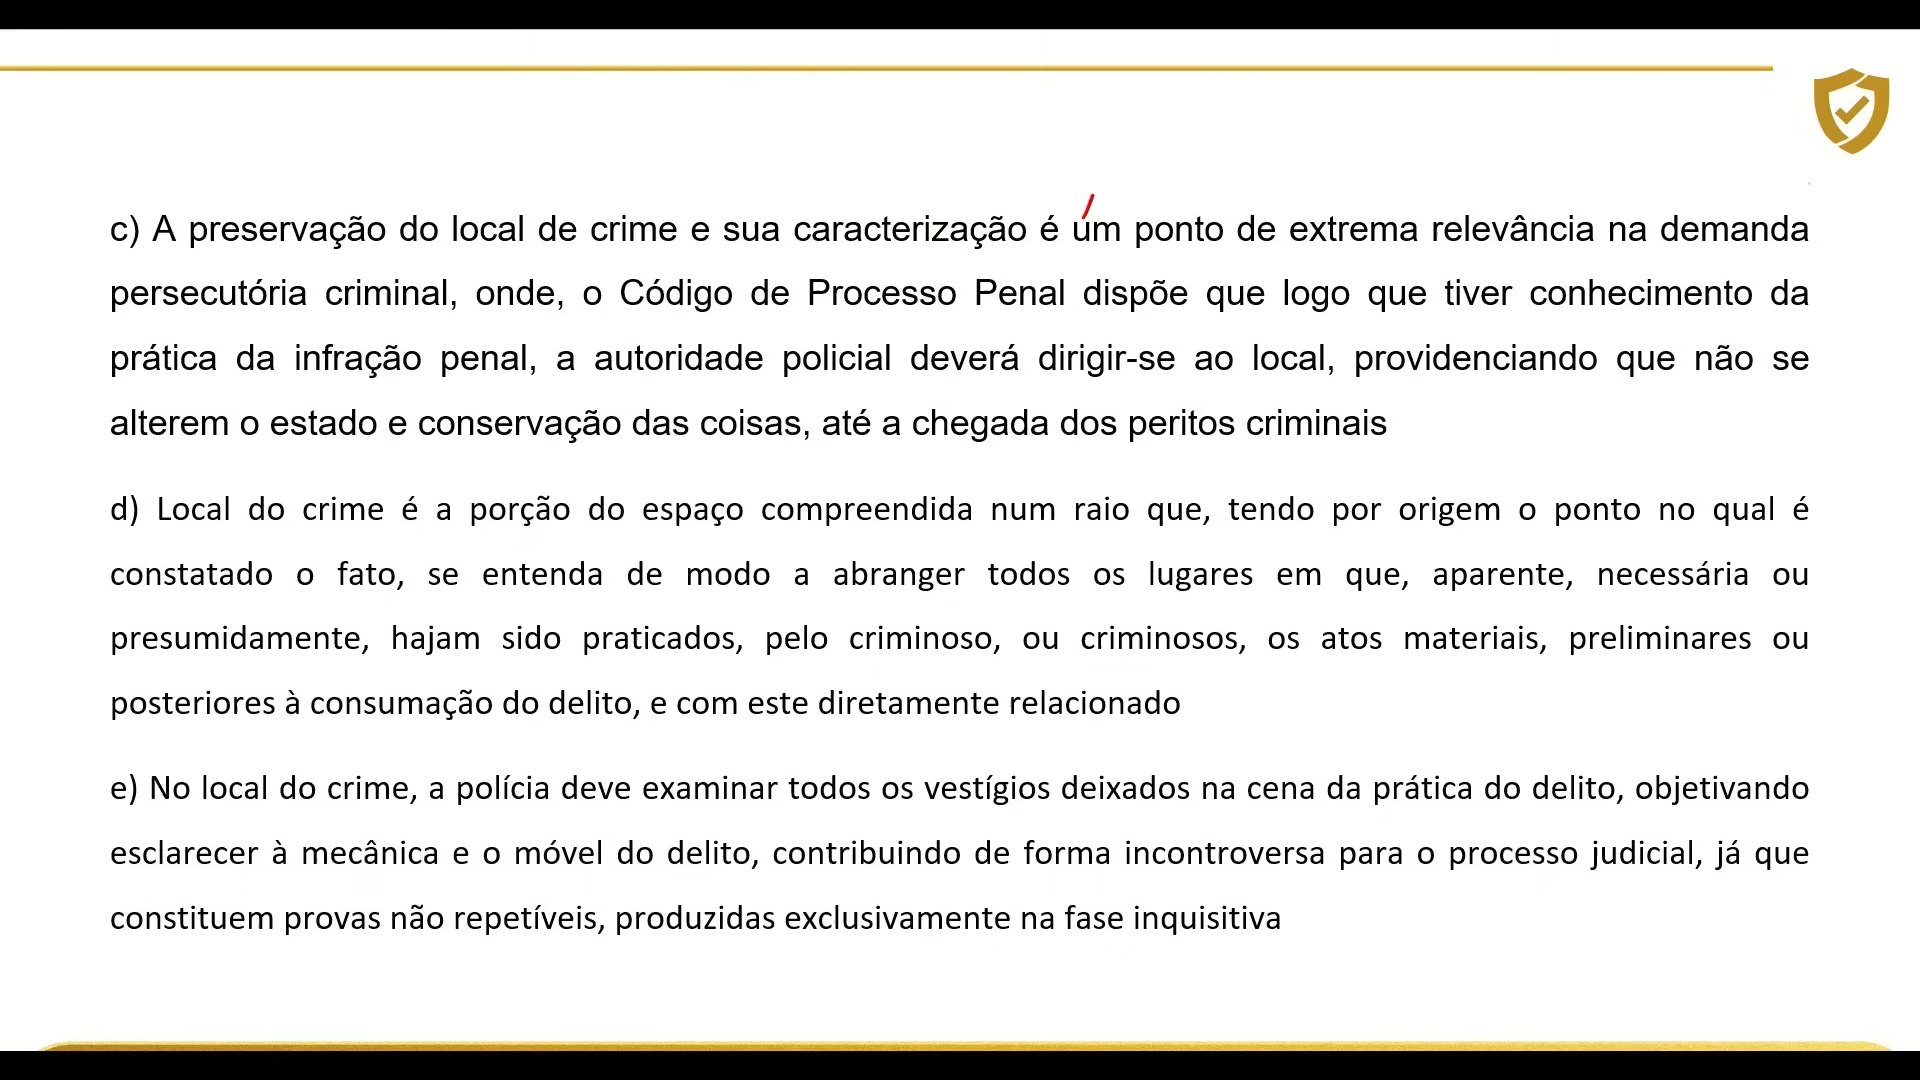 c) A preservação do local de crime e sua caracterização é um ponto de extrema relevância na demanda
persecutória criminal, onde, o Código de Processo Penal dispõe que logo que tiver conhecimento da
prática da infração penal, a autoridade policial deverá dirigir-se ao local, providenciando que não se
alterem o estado e conservação das coisas, até a chegada dos peritos criminais
d) Local do crime é a porção do espaço compreendida num raio que, tendo por origem o ponto no qual é
constatado o fato, se entenda de modo a abranger todos os lugares em que, aparente, necessária ou
presumidamente, hajam sido praticados, pelo criminoso, ou criminosos, os atos materiais, preliminares ou
posteriores à consumação do delito, e com este diretamente relacionado
e) No local do crime, a polícia deve examinar todos os vestígios deixados na cena da prática do delito, objetivando
esclarecer à mecânica e o móvel do delito, contribuindo de forma incontroversa para o processo judicial, já que
constituem provas não repetíveis, produzidas exclusivamente na fase inquisitiva